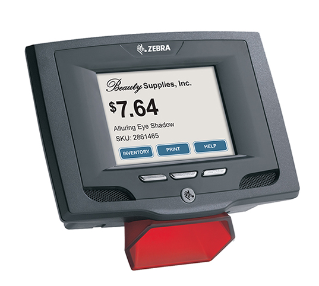 ZEBRA
Beauty Supplies, Inc.
$7.64
Alluring Eye Shadow
SKU: 2861465
INVENTORY PRINT HELP